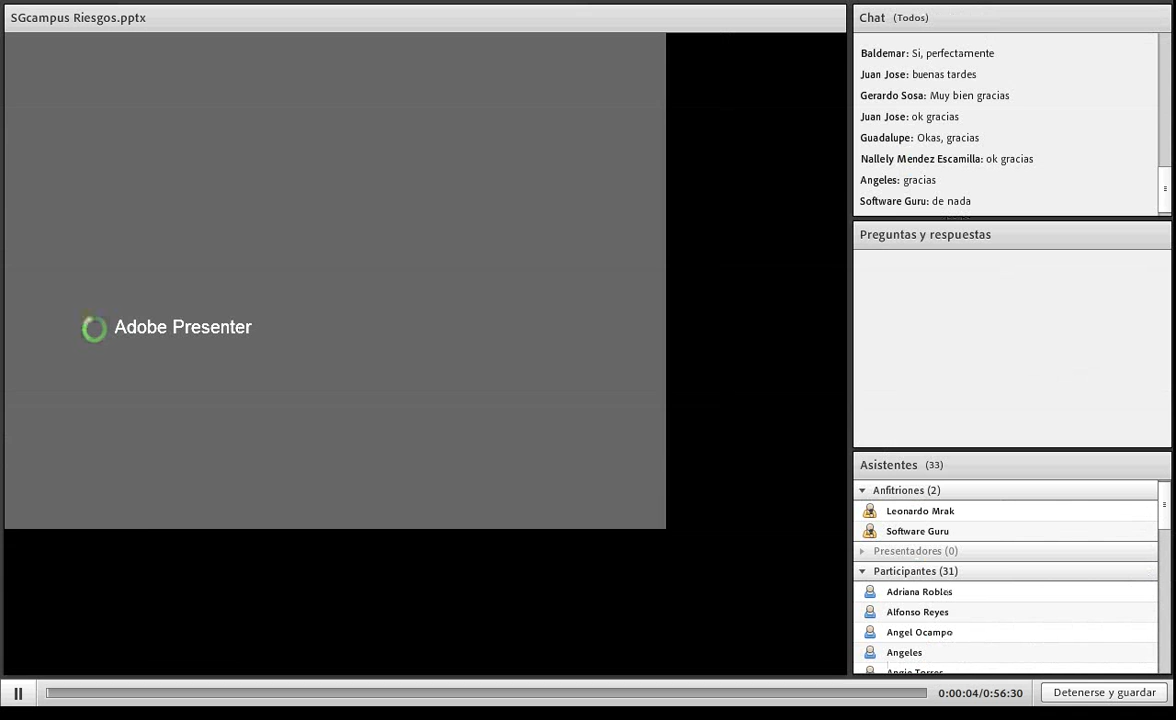 SGcampus Riesgos.pptx
Adobe Presenter
Chat (Todos)
Baldemar: Si, perfectamente
Juan Jose: buenas tardes
Gerardo Sosa: Muy bien gracias
Juan Jose: ok gracias
Guadalupe: Okas, gracias
Nallely Mendez Escamilla: ok gracias
Angeles: gracias
Software Guru: de nada
Preguntas y respuestas
Asistentes (33)
Anfitriones (2)
Leonardo Mrak
Software Guru
Presentadores (0)
Participantes (31)
Adriana Robles
Alfonso Reyes
Angel Ocampo
Angeles
Angie Torres
0:00:04/0:56:30
Detenerse y guardar